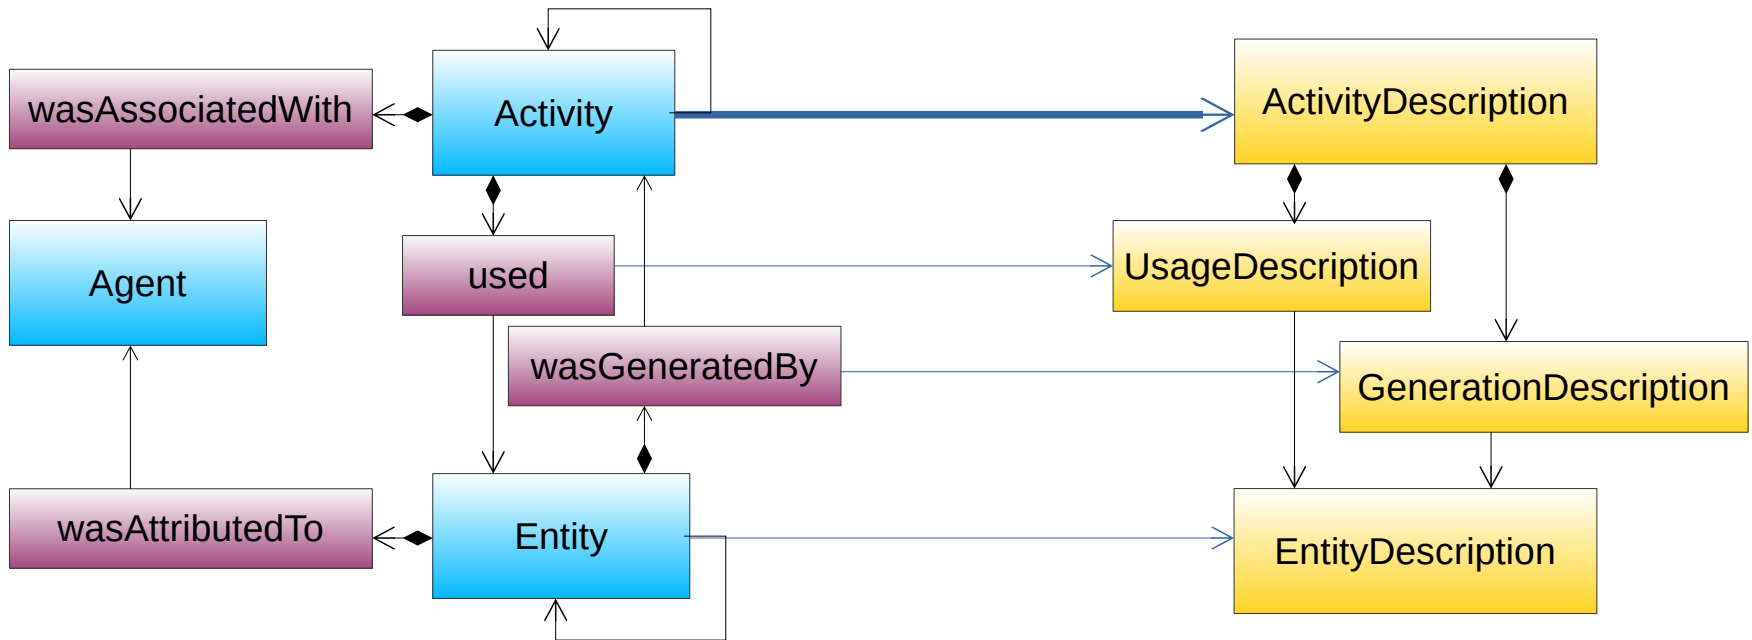 wasAssociatedWith
Activity
ActivityDescription
Agent
used
UsageDescription
wasGeneratedBy
GenerationDescription
wasAttributedTo
Entity
EntityDescription